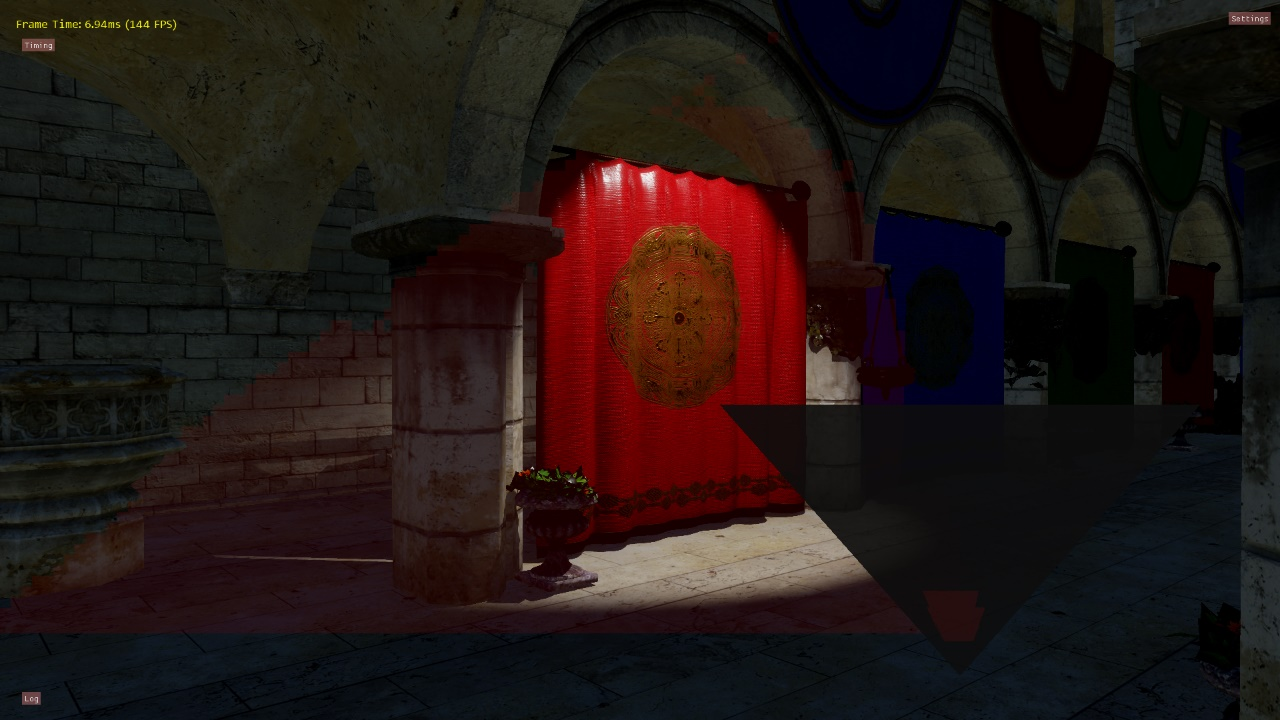 Frame Time: 6.94ms (144 FPS)
Settings
Timing
Log